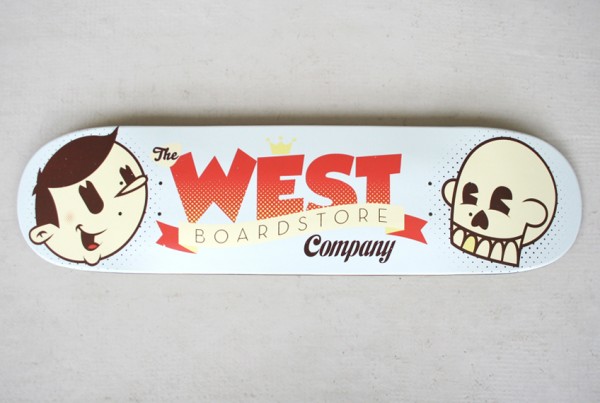 The
WEST
BOARDSTORE
Company